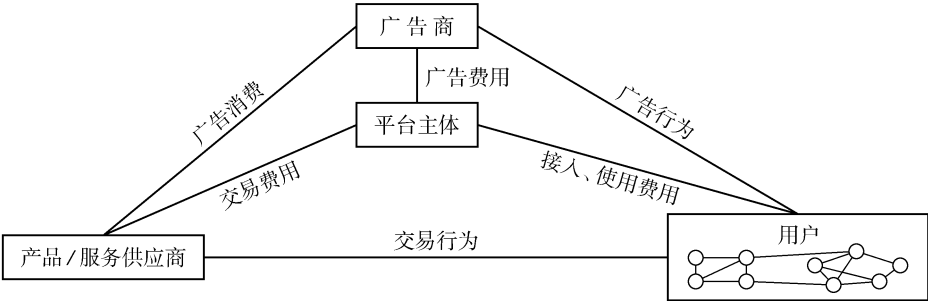 广告商
广告费用
广告消费
广告行为
平台主体
交易费用
接入、使用费用
交易行为
用户
产品/服务供应商